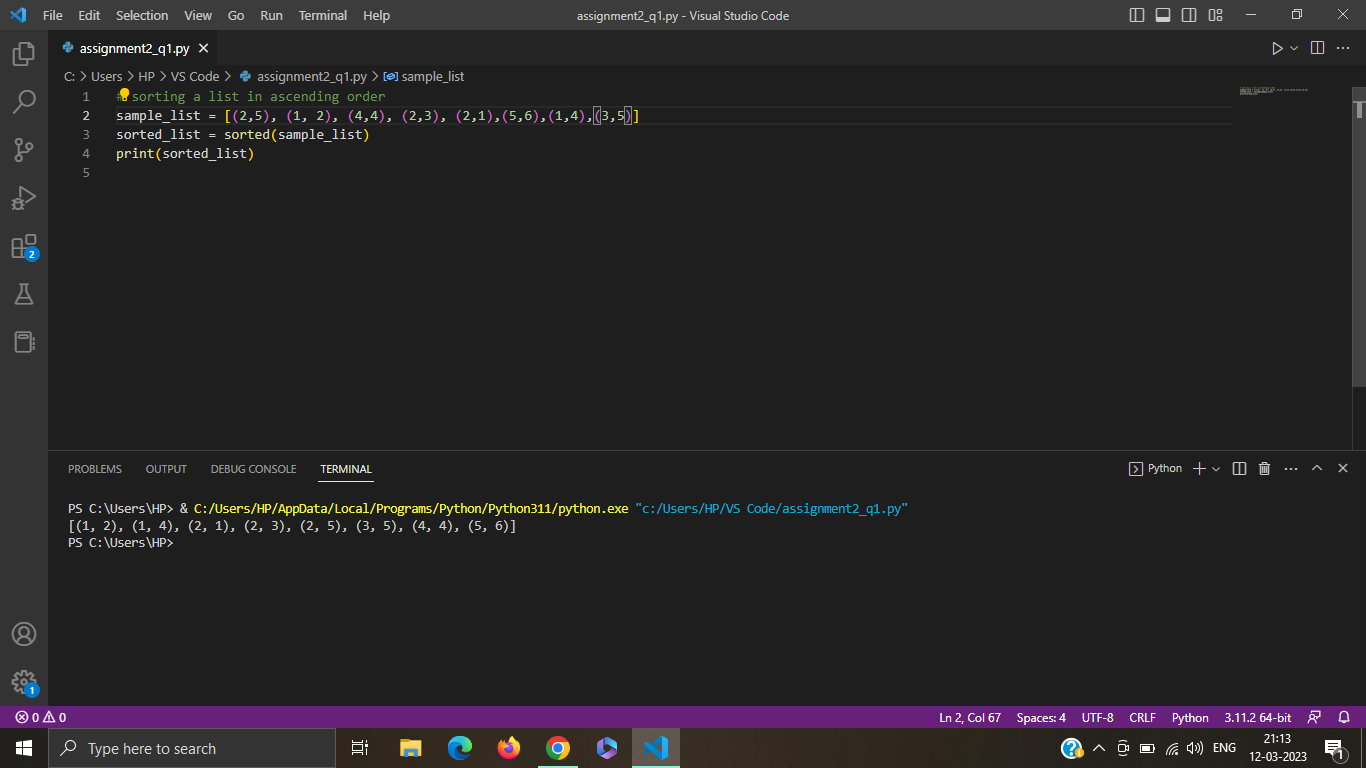 File Edit Selection View Go Run Terminal Help assignment2_q1.py - Visual Studio Code
assignment2_q1.py
C: > Users > HP > VS Code > assignment2_q1.py > sample_list
1 # sorting a list in ascending order
2 sample_list = [(2,5), (1, 2), (4,4), (2,3), (2,1),(5,6),(1,4),(3,5)]
3 sorted_list = sorted(sample_list)
4 print(sorted_list)
5
2
PROBLEMS OUTPUT DEBUG CONSOLE TERMINAL Python
PS C:\Users\HP> & C:/Users/HP/AppData/Local/Programs/Python/Python311/python.exe "c:/Users/HP/VS Code/assignment2_q1.py"
[(1, 2), (1, 4), (2, 1), (2, 3), (2, 5), (3, 5), (4, 4), (5, 6)]
PS C:\Users\HP>
1
0 0 Ln 2, Col 67 Spaces: 4 UTF-8 CRLF Python 3.11.2 64-bit
Type here to search ENG 21:13
12-03-2023 1